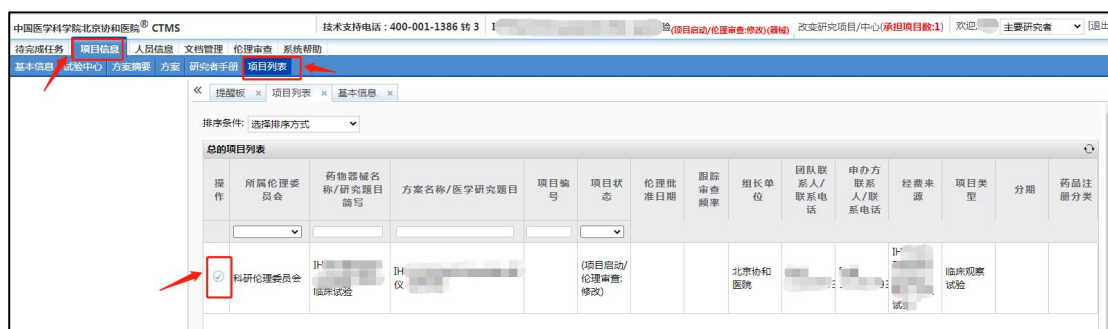 中国医学科学院北京协和医院® CTMS 技术支持电话：400-001-1386 转 3 验(项目启动/伦理审查:修改)(器械) 改变研究项目/中心(承担项目数:1) 欢迎 主要研究者 [退出
待完成任务 项目信息 人员信息 文档管理 伦理审查 系统帮助
基本信息 试验中心 方案摘要 方案 研究者手册 项目列表
« 提醒板 × 项目列表 × 基本信息 ×
排序条件: 选择排序方式
总的项目列表
操作 所属伦理委员会 药物器械名称/研究题目简写 方案名称/医学研究题目 项目编号 项目状态 伦理批准日期 跟踪审查频率 组长单位 团队联系人/联系电话 申办方联系人/联系电话 经费来源 项目类型 分期 药品注册分类
科研伦理委员会 临床试验 仪 (项目启动/伦理审查:修改) 北京协和医院 临床观察试验